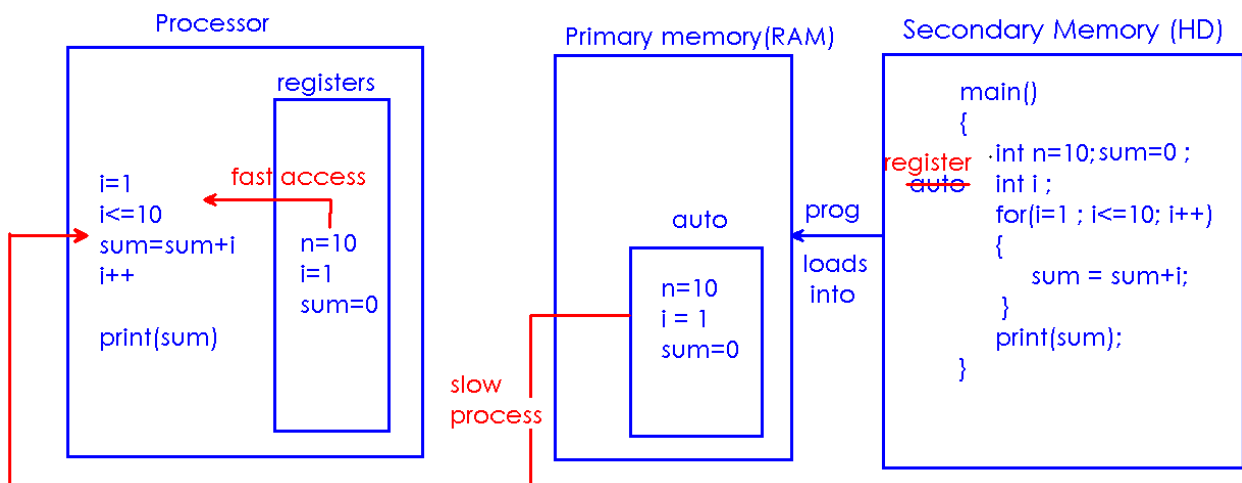 Processor
registers
i=1
i<=10
sum=sum+i
i++
print(sum)
fast access
n=10
i=1
sum=0
Primary memory(RAM)
auto
n=10
i = 1
sum=0
slow
process
prog
loads
into
Secondary Memory (HD)
main()
{
register
auto
int n=10; sum=0 ;
int i ;
for(i=1 ; i<=10; i++)
{
sum = sum+i;
}
print(sum);
}